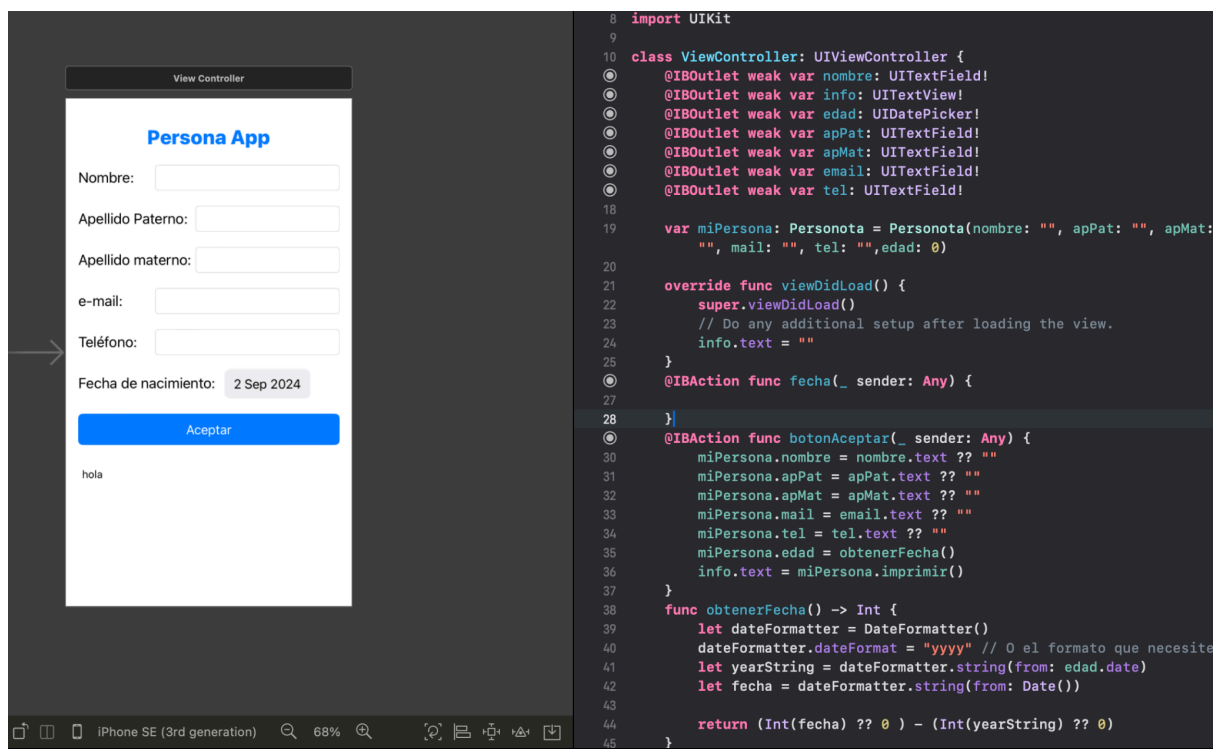 View Controller
Persona App
Nombre:
Apellido Paterno:
Apellido materno:
e-mail:
Teléfono:
Fecha de nacimiento: 2 Sep 2024
Aceptar
hola
iPhone SE (3rd generation) 68%
8 import UIKit
9
10 class ViewController: UIViewController {
@IBOutlet weak var nombre: UITextField!
@IBOutlet weak var info: UITextView!
@IBOutlet weak var edad: UIDatePicker!
@IBOutlet weak var apPat: UITextField!
@IBOutlet weak var apMat: UITextField!
@IBOutlet weak var email: UITextField!
@IBOutlet weak var tel: UITextField!
18
19 var miPersona: Personota = Personota(nombre: "", apPat: "", apMat:
"", mail: "", tel: "",edad: 0)
20
21 override func viewDidLoad() {
22 super.viewDidLoad()
23 // Do any additional setup after loading the view.
24 info.text = ""
25 }
@IBAction func fecha(_ sender: Any) {
27
28 }
@IBAction func botonAceptar(_ sender: Any) {
30 miPersona.nombre = nombre.text ?? ""
31 miPersona.apPat = apPat.text ?? ""
32 miPersona.apMat = apMat.text ?? ""
33 miPersona.mail = email.text ?? ""
34 miPersona.tel = tel.text ?? ""
35 miPersona.edad = obtenerFecha()
36 info.text = miPersona.imprimir()
37 }
38 func obtenerFecha() -> Int {
39 let dateFormatter = DateFormatter()
40 dateFormatter.dateFormat = "yyyy" // O el formato que necesite
41 let yearString = dateFormatter.string(from: edad.date)
42 let fecha = dateFormatter.string(from: Date())
43
44 return (Int(fecha) ?? 0 ) - (Int(yearString) ?? 0)
45 }